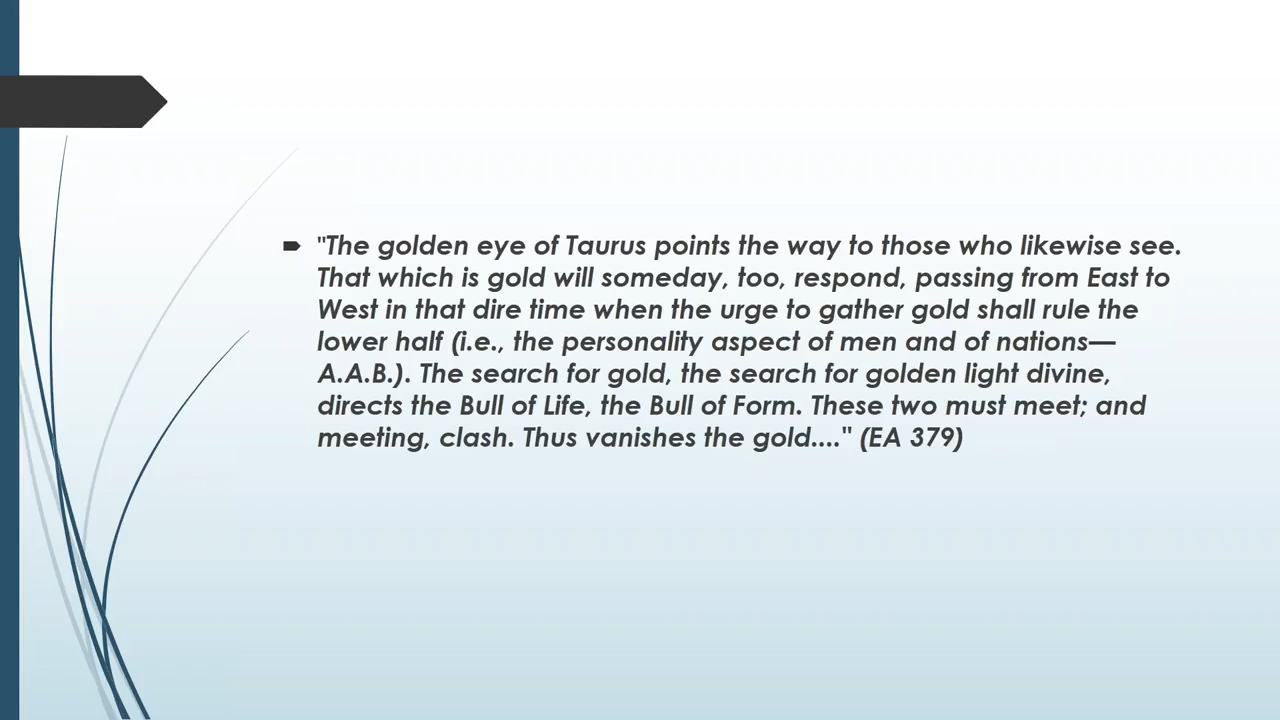 "The golden eye of Taurus points the way to those who likewise see.
That which is gold will someday, too, respond, passing from East to
West in that dire time when the urge to gather gold shall rule the
lower half (i.e., the personality aspect of men and of nations—
A.A.B.). The search for gold, the search for golden light divine,
directs the Bull of Life, the Bull of Form. These two must meet; and
meeting, clash. Thus vanishes the gold...." (EA 379)